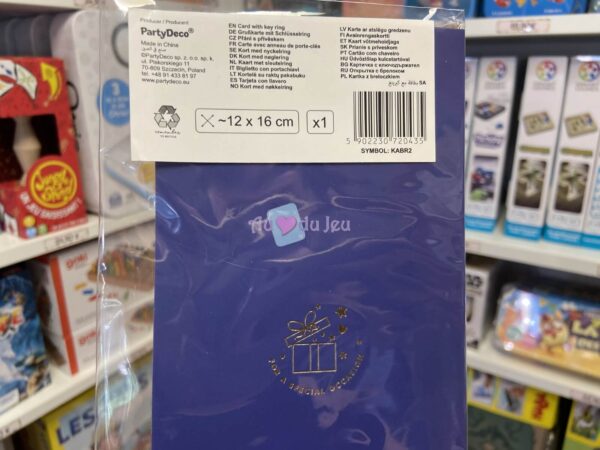 Producer / Producent
PartyDeco®
Made in China
PartyDeco sp. z o.o. sp. k.
ul. Piskorskiego 11
70-809 Szczecin, Poland
Tel: +48 91 433 81 97
www.partydeco.eu
EN Card with key ring
DE Grußkarte mit Schlüsselring
CZ Přání s přívěskem
FR Carte avec anneau de porte-clés
SK Kort med nyckelring
DK Kort med nøglering
NL Kaart met sleutelring
IT Biglietto con portachiavi
LT Kortelė su raktų pakabuku
ES Tarjeta con llavero
NO Kort med nøkkelring
LV Karte ar atslēgu gredzenu
FI Avainrengaskortti
ET Kaart võtmehoidjaga
SK Prianie s príveskom
PT Cartão com chaveiro
HU Üdvözlőlap kulcstartóval
BG Картичка с ключодържател
RU Открытка с брелоком
PL Kartka z breloczkiem
~12 x 16 cm
x1
5 902230 720435
SYMBOL: KABR2
Au du Jeu
FOR A SPECIAL OCCASION
LES